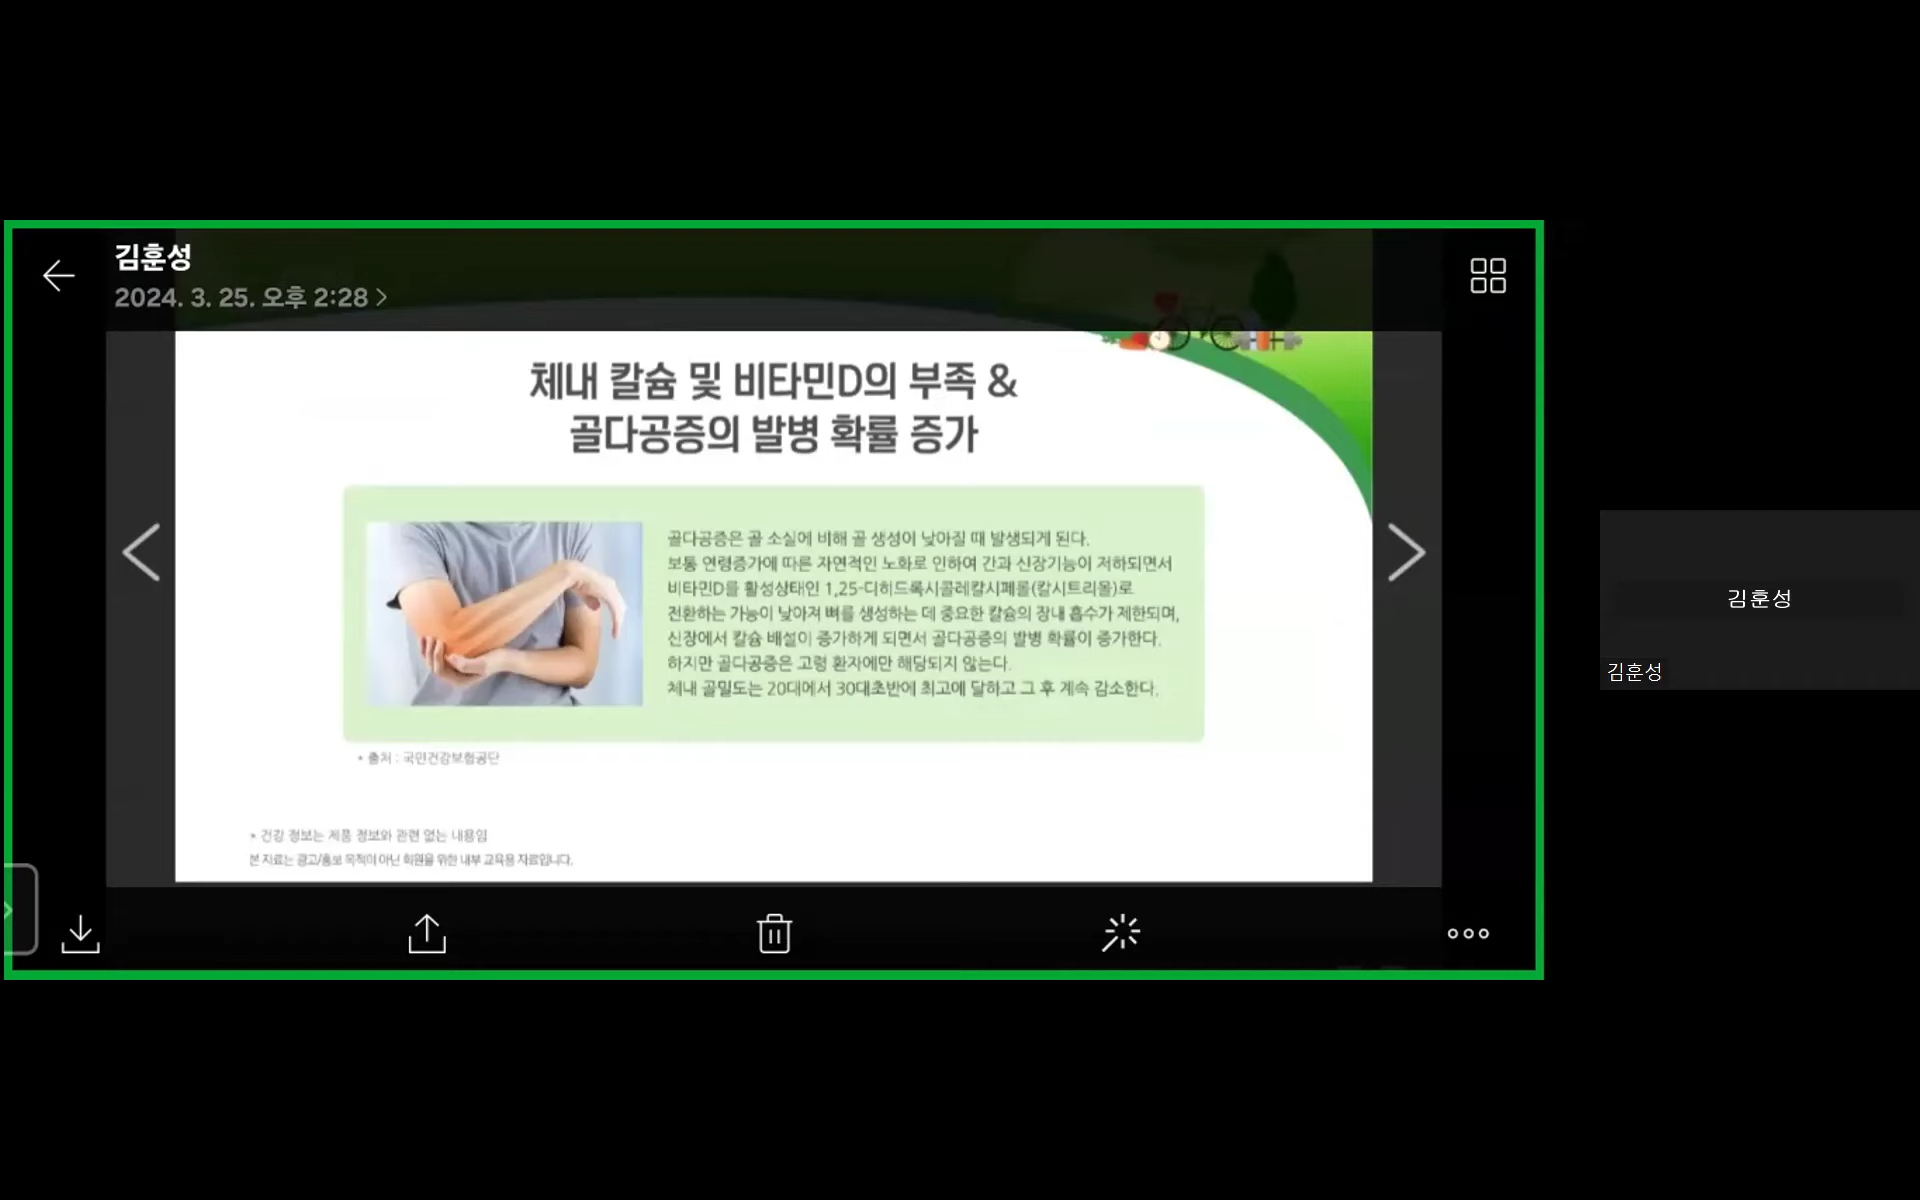 김훈성
2024. 3. 25. 오후 2:28
체내 칼슘 및 비타민D의 부족 &
골다공증의 발병 확률 증가
골다공증은 골 소실에 비해 골 생성이 낮아질 때 발생되게 된다.
보통 연령증가에 따른 자연적인 노화로 인하여 간과 신장기능이 저하되면서
비타민D를 활성상태인 1,25-디히드록시콜레칼시페롤(칼시트리올)로
전환하는 기능이 낮아져 뼈를 생성하는 데 중요한 칼슘의 장내 흡수가 제한되며,
신장에서 칼슘 배설이 증가하게 되면서 골다공증의 발병 확률이 증가한다.
하지만 골다공증은 고령 환자에만 해당되지 않는다.
체내 골밀도는 20대에서 30대초반에 최고에 달하고 그 후 계속 감소한다.
* 출처 : 국민건강보험공단
* 건강 정보는 제품 정보와 관련 없는 내용임
본 자료는 광고/홍보 목적이 아닌 회원을 위한 내부 교육용 자료입니다.
김훈성
김훈성